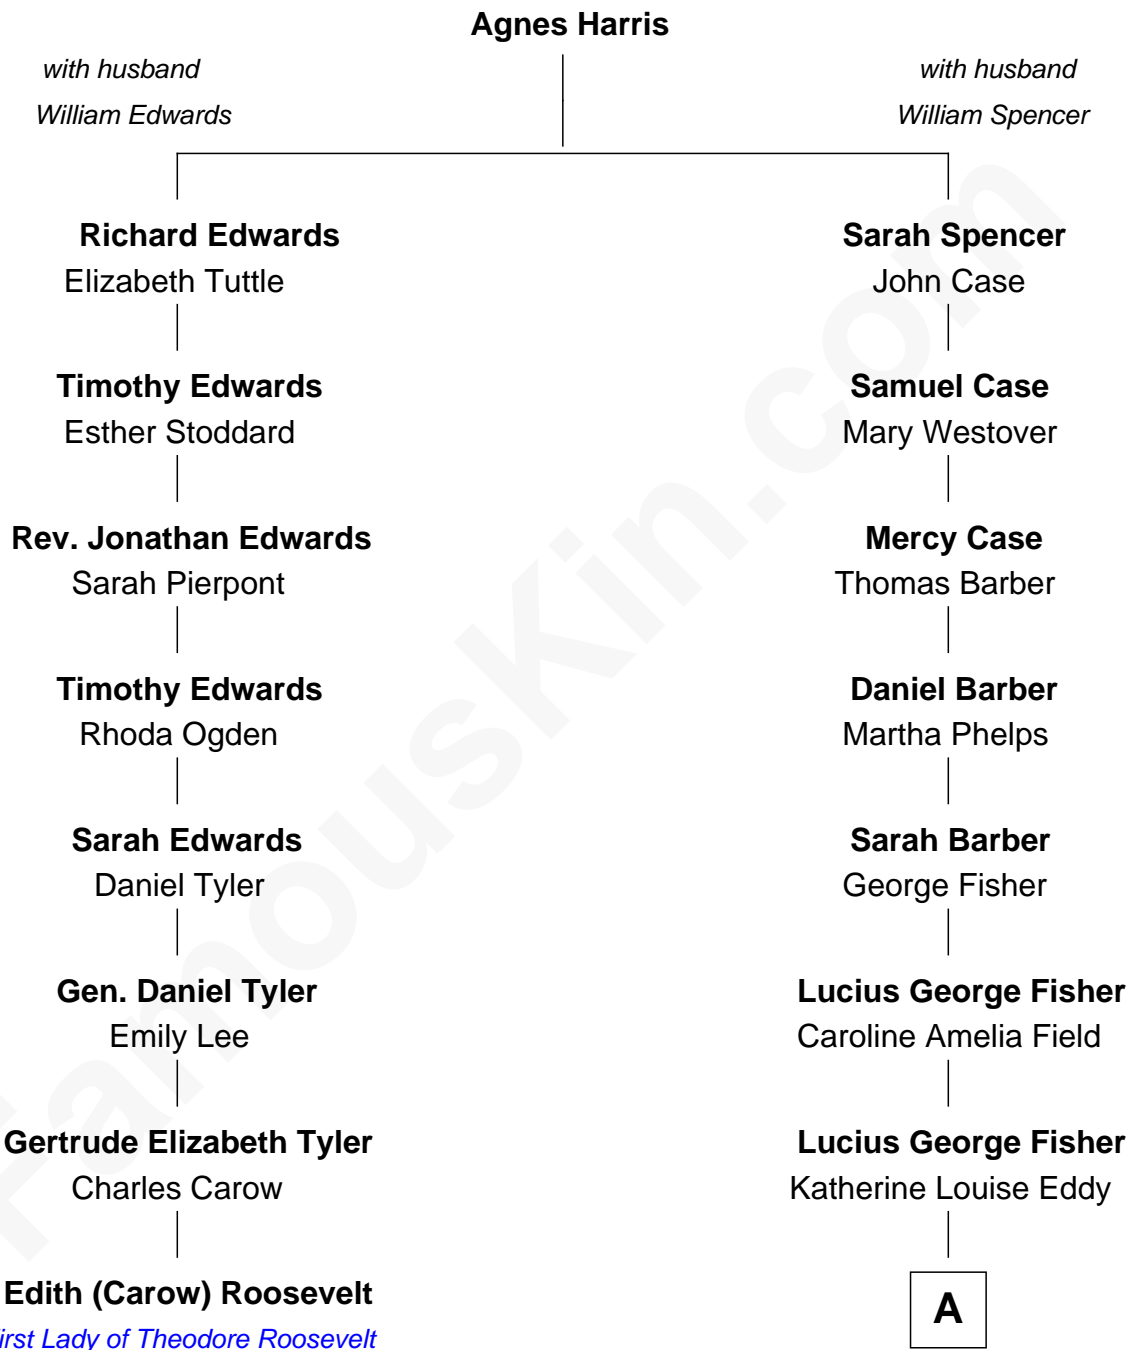 Agnes Harris
with husband
William Edwards
with husband
William Spencer
Richard Edwards
Elizabeth Tuttle
Sarah Spencer
John Case
Timothy Edwards
Esther Stoddard
Samuel Case
Mary Westover
Rev. Jonathan Edwards
Sarah Pierpont
Mercy Case
Thomas Barber
Timothy Edwards
Rhoda Ogden
Daniel Barber
Martha Phelps
Sarah Edwards
Daniel Tyler
Sarah Barber
George Fisher
Gen. Daniel Tyler
Emily Lee
Lucius George Fisher
Caroline Amelia Field
Gertrude Elizabeth Tyler
Charles Carow
Lucius George Fisher
Katherine Louise Eddy
Edith (Carow) Roosevelt
First Lady of Theodore Roosevelt
A
FamousKin.com